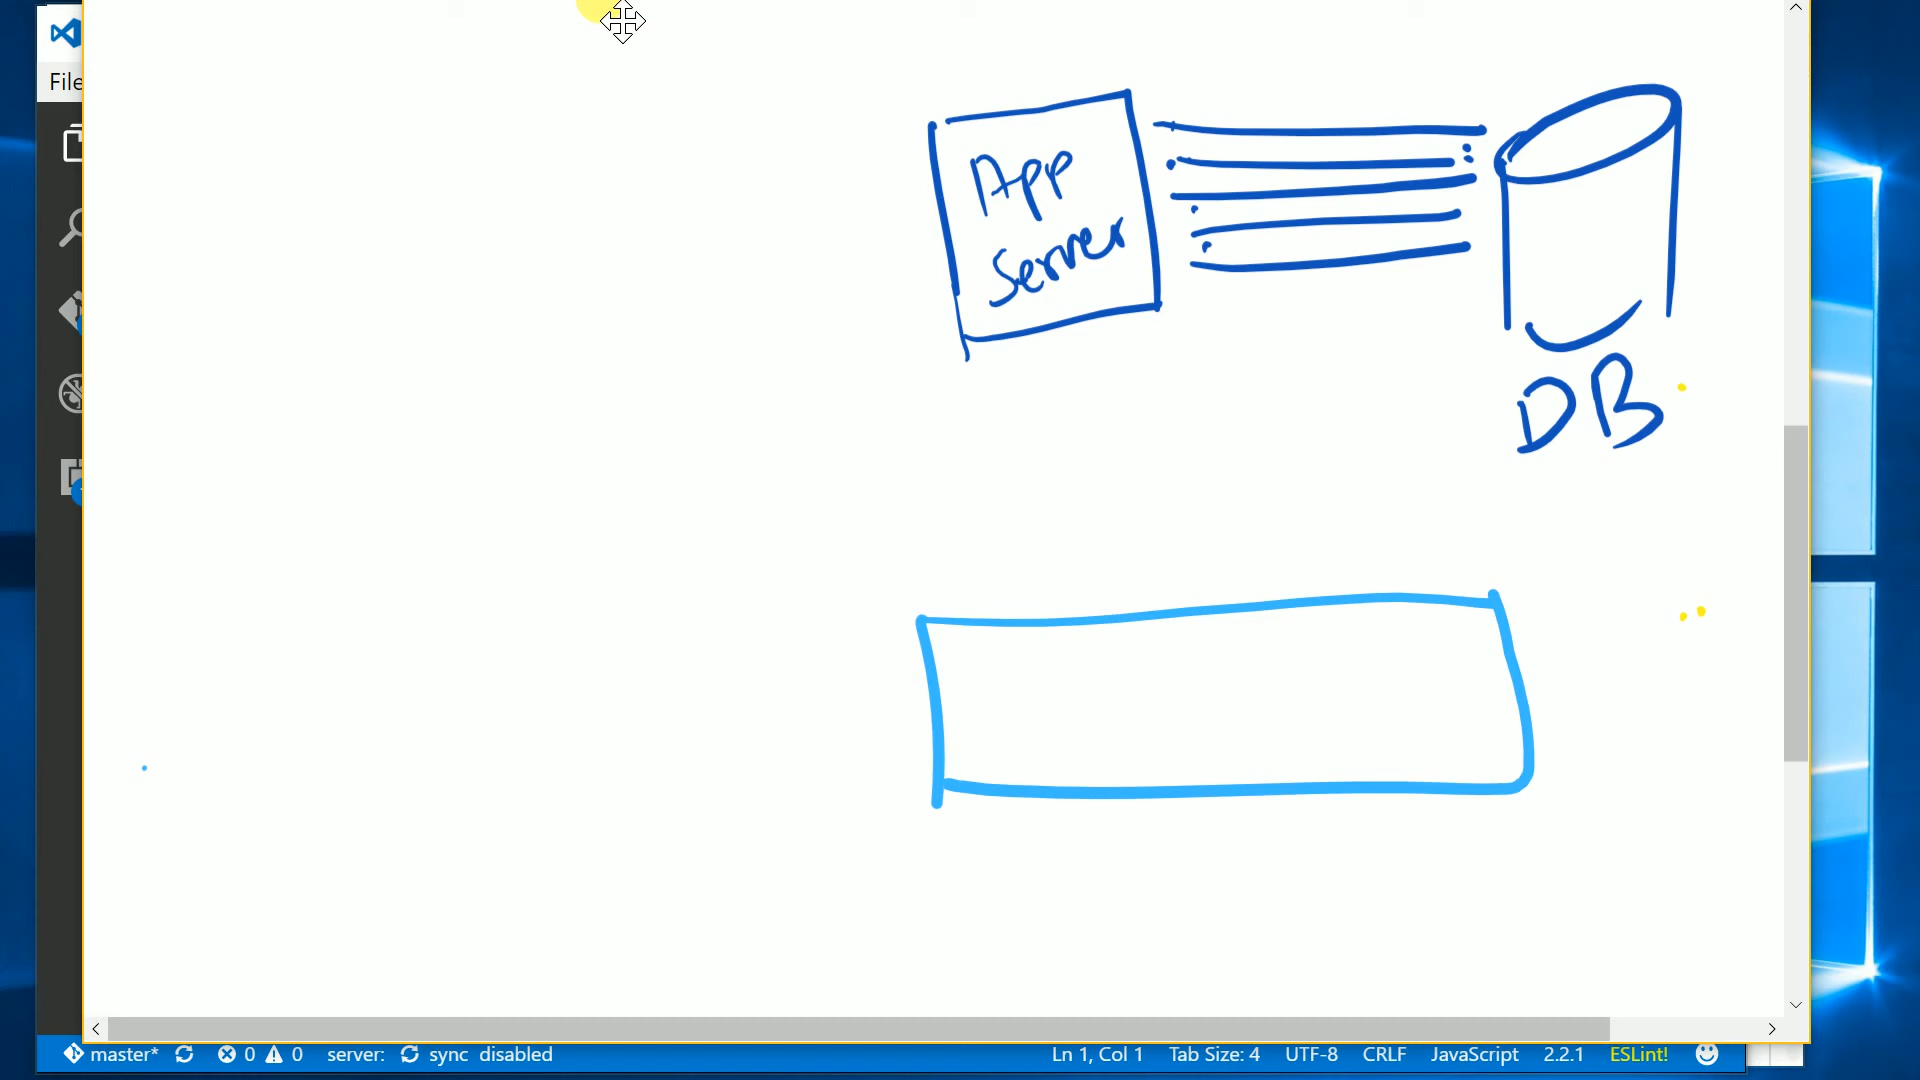 File
App
Server
DB
master* 0 0 server: sync disabled Ln 1, Col 1 Tab Size: 4 UTF-8 CRLF JavaScript 2.2.1 ESLint!